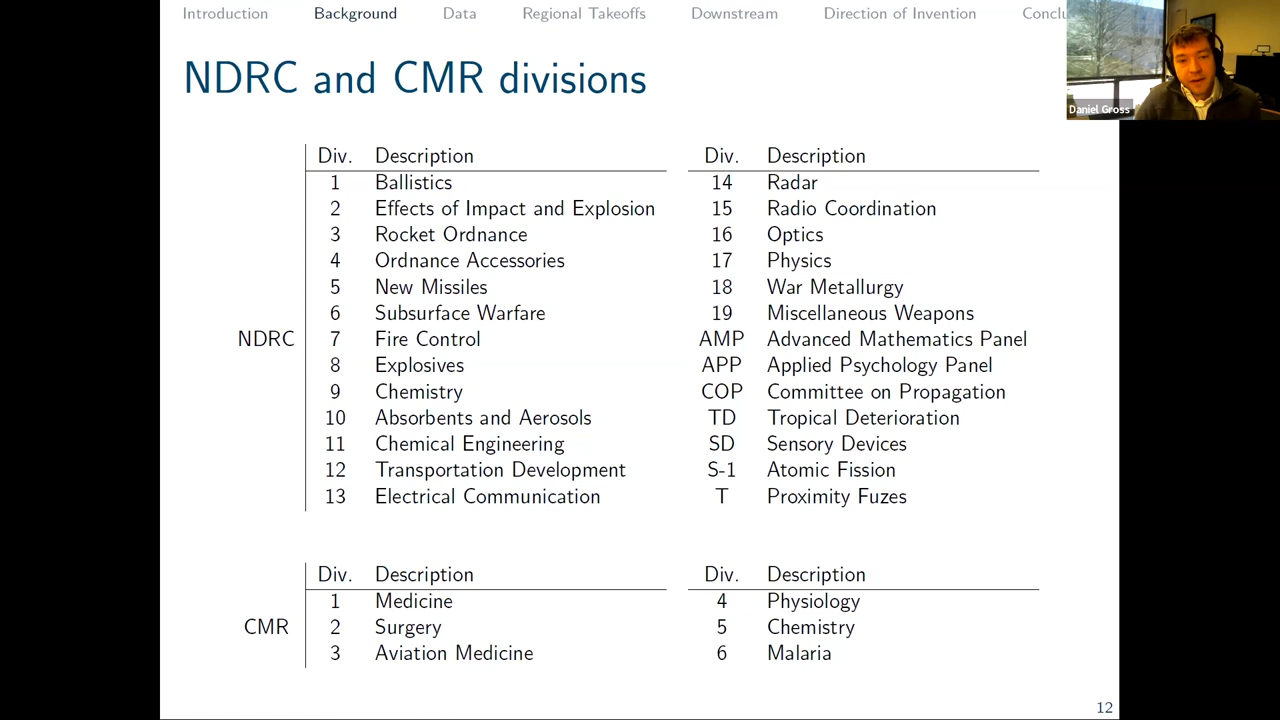 Introduction Background Data Regional Takeoffs Downstream Direction of Invention Conclu
Daniel Gross
NDRC and CMR divisions
Div. Description Div. Description
1 Ballistics 14 Radar
2 Effects of Impact and Explosion 15 Radio Coordination
3 Rocket Ordnance 16 Optics
4 Ordnance Accessories 17 Physics
5 New Missiles 18 War Metallurgy
6 Subsurface Warfare 19 Miscellaneous Weapons
NDRC 7 Fire Control AMP Advanced Mathematics Panel
8 Explosives APP Applied Psychology Panel
9 Chemistry COP Committee on Propagation
10 Absorbents and Aerosols TD Tropical Deterioration
11 Chemical Engineering SD Sensory Devices
12 Transportation Development S-1 Atomic Fission
13 Electrical Communication T Proximity Fuzes
Div. Description Div. Description
1 Medicine 4 Physiology
CMR 2 Surgery 5 Chemistry
3 Aviation Medicine 6 Malaria
12